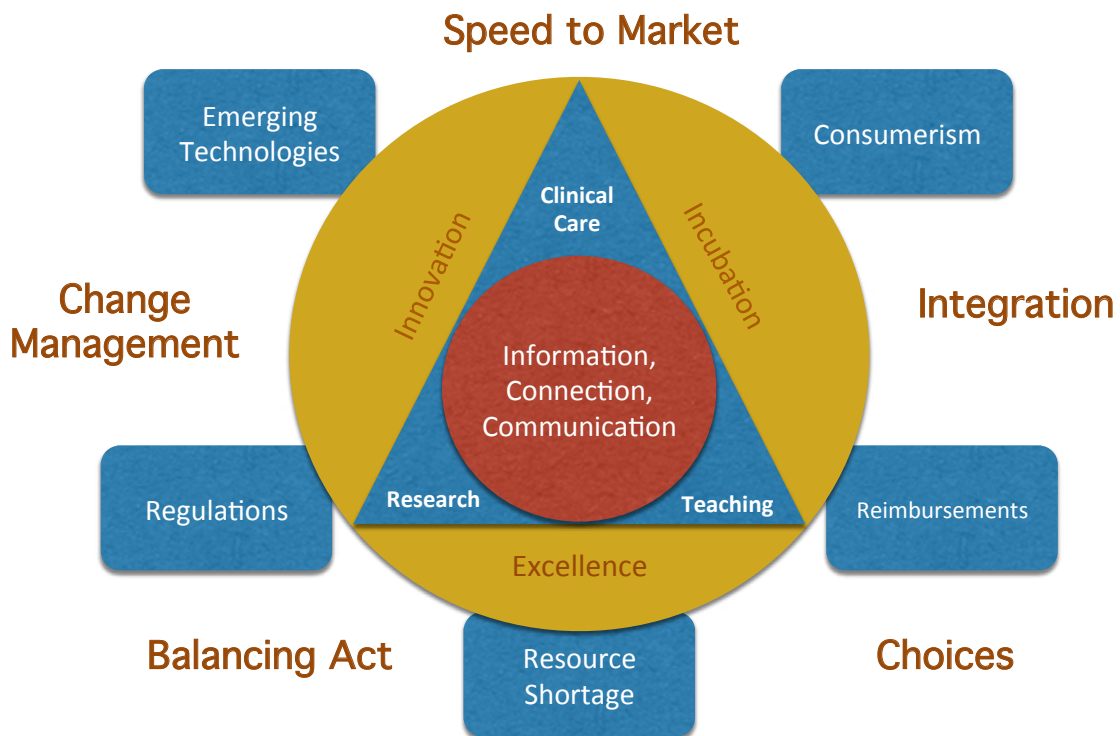 Speed to Market
Emerging
Technologies
Consumerism
Clinical
Care
Innovation
Incubation
Change
Management
Integration
Information,
Connection,
Communication
Research
Teaching
Regulations
Reimbursements
Excellence
Balancing Act
Resource
Shortage
Choices